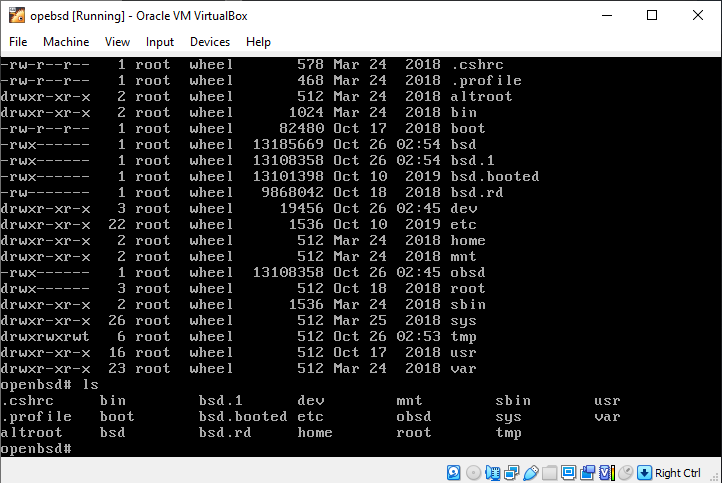 opebsd [Running] - Oracle VM VirtualBox
File Machine View Input Devices Help
-rw-r--r--   1 root  wheel       578 Mar 24  2018 .cshrc
-rw-r--r--   1 root  wheel       468 Mar 24  2018 .profile
drwxr-xr-x   2 root  wheel       512 Mar 24  2018 altroot
drwxr-xr-x   2 root  wheel      1024 Mar 24  2018 bin
-rw-r--r--   1 root  wheel     82480 Oct 17  2018 boot
-rwx------   1 root  wheel  13185669 Oct 26 02:54 bsd
-rwx------   1 root  wheel  13108358 Oct 26 02:54 bsd.1
-rwx------   1 root  wheel  13101398 Oct 10  2019 bsd.booted
-rw-------   1 root  wheel   9868042 Oct 18  2018 bsd.rd
drwxr-xr-x   3 root  wheel     19456 Oct 26 02:45 dev
drwxr-xr-x  22 root  wheel      1536 Oct 10  2019 etc
drwxr-xr-x   2 root  wheel       512 Mar 24  2018 home
drwxr-xr-x   2 root  wheel       512 Mar 24  2018 mnt
-rwx------   1 root  wheel  13108358 Oct 26 02:45 obsd
drwx------   3 root  wheel       512 Oct 18  2018 root
drwxr-xr-x   2 root  wheel      1536 Mar 24  2018 sbin
drwxr-xr-x  26 root  wheel       512 Mar 25  2018 sys
drwxrwxrwt   6 root  wheel       512 Oct 26 02:53 tmp
drwxr-xr-x  16 root  wheel       512 Oct 17  2018 usr
drwxr-xr-x  23 root  wheel       512 Mar 24  2018 var
openbsd# ls
.cshrc      bin         bsd.1       dev         mnt         sbin        usr
.profile    boot        bsd.booted  etc         obsd        sys         var
altroot     bsd         bsd.rd      home        root        tmp
openbsd#
Right Ctrl